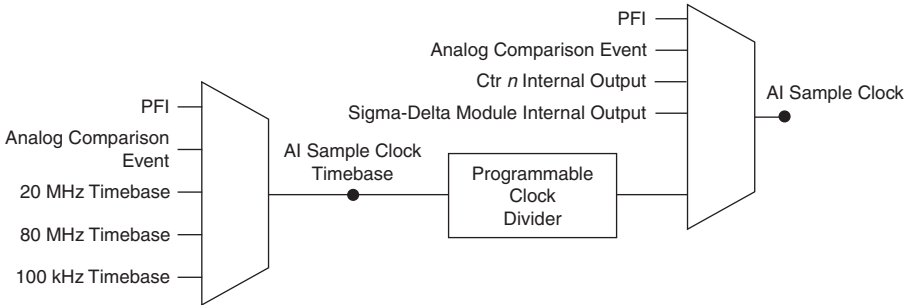 PFI
Analog Comparison Event
Ctr n Internal Output
Sigma-Delta Module Internal Output
AI Sample Clock
PFI
Analog Comparison
Event
20 MHz Timebase
80 MHz Timebase
100 kHz Timebase
AI Sample Clock
Timebase
Programmable
Clock
Divider